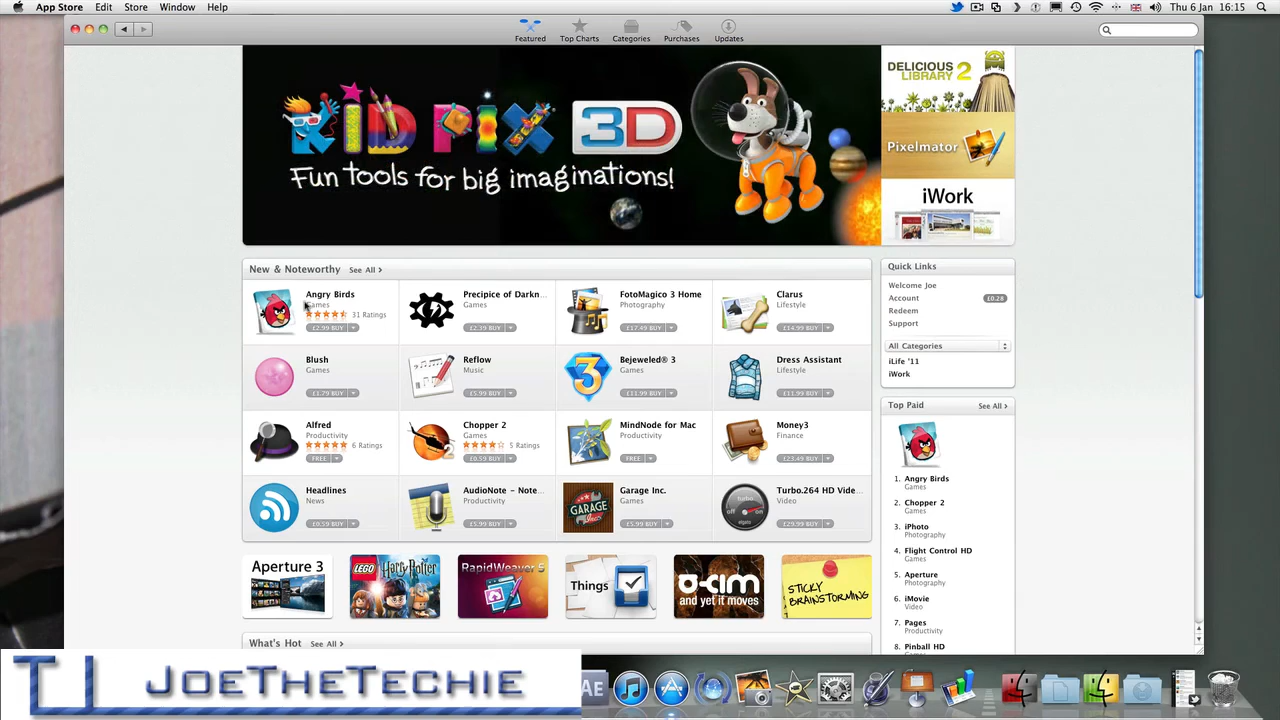 App Store Edit Store Window Help
Thu 6 Jan 16:15
Featured Top Charts Categories Purchases Updates
KID PIX 3D
Fun tools for big imaginations!
DELICIOUS LIBRARY 2
Pixelmator
iWork
New & Noteworthy See All >
Angry Birds
Games
31 Ratings
£2.99 BUY
Precipice of Darkn...
Games
£2.39 BUY
FotoMagico 3 Home
Photography
£17.49 BUY
Clarus
Lifestyle
£14.99 BUY
Blush
Games
£1.79 BUY
Reflow
Music
£5.99 BUY
Bejeweled® 3
Games
£11.99 BUY
Dress Assistant
Lifestyle
£11.99 BUY
Alfred
Productivity
6 Ratings
FREE
Chopper 2
Games
5 Ratings
£0.59 BUY
MindNode for Mac
Productivity
FREE
Money3
Finance
£23.49 BUY
Headlines
News
£0.59 BUY
AudioNote - Note...
Productivity
£5.99 BUY
GARAGE
Garage Inc.
Games
£5.99 BUY
turbo
off on
elgato
Turbo.264 HD Vide...
Video
£29.99 BUY
Aperture 3
LEGO Harry Potter
RAPIDWEAVER 5
Things
and yet it moves
STICKY BRAINSTORMING
What's Hot See All >
Quick Links
Welcome Joe
Account £0.28
Redeem
Support
All Categories
iLife '11
iWork
Top Paid See All >
1. Angry Birds
Games
2. Chopper 2
Games
3. iPhoto
Photography
4. Flight Control HD
Games
5. Aperture
Photography
6. iMovie
Video
7. Pages
Productivity
8. Pinball HD
TJ JOETHETECHIE
AE